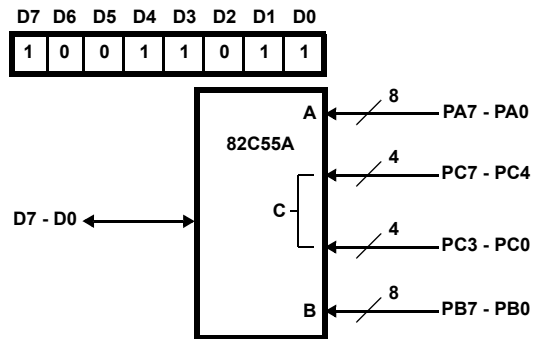 D7 D6 D5 D4 D3 D2 D1 D0
1 0 0 1 1 0 1 1
8
A PA7 - PA0
82C55A
4
PC7 - PC4
C
D7 - D0
4
PC3 - PC0
8
B PB7 - PB0